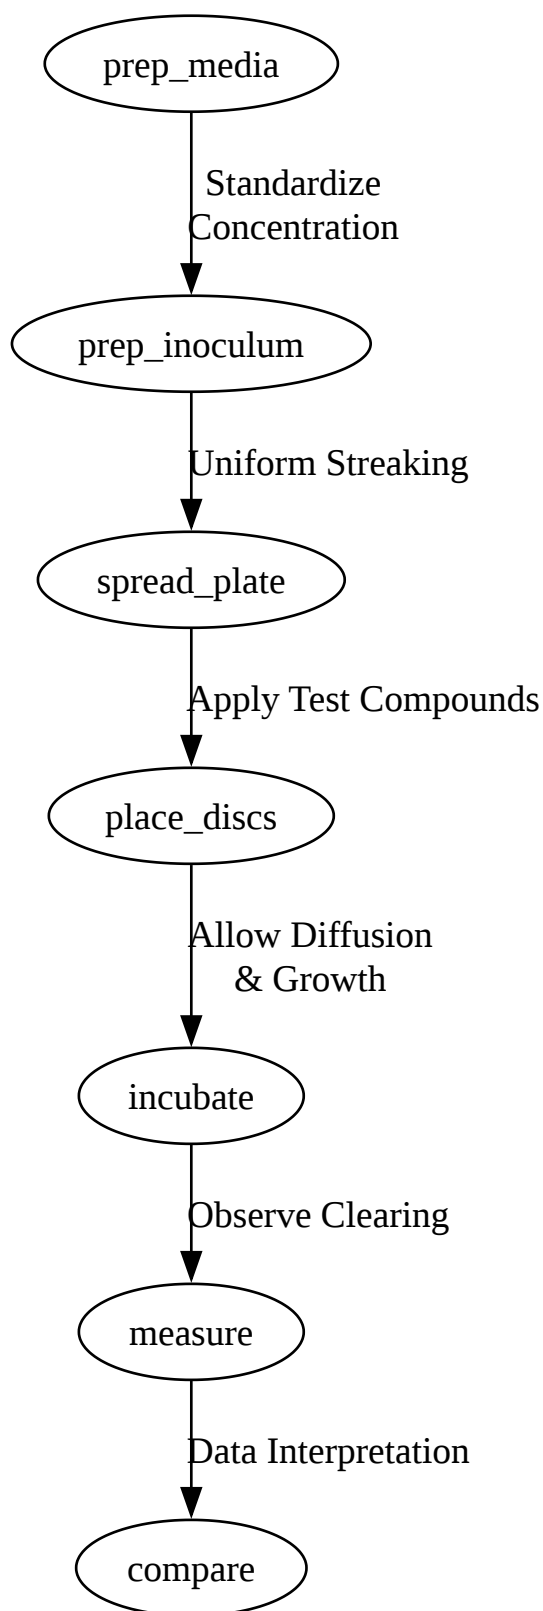 prep_media
Standardize
Concentration
prep_inoculum
Uniform Streaking
spread_plate
Apply Test Compounds
place_discs
Allow Diffusion
& Growth
incubate
Observe Clearing
measure
Data Interpretation
compare